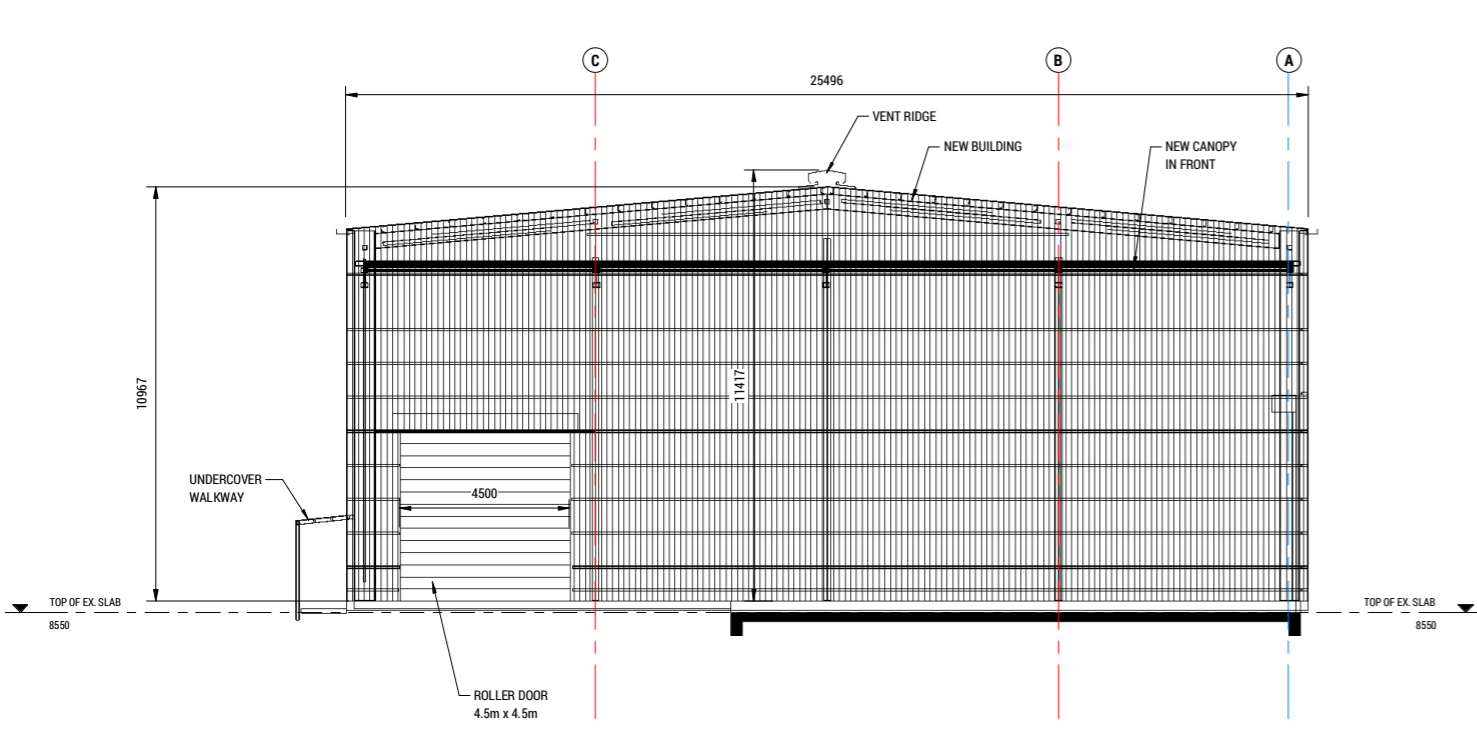 C
B
A
25496
VENT RIDGE
NEW BUILDING
NEW CANOPY
IN FRONT
10967
11417
UNDERCOVER
WALKWAY
4500
TOP OF EX. SLAB
8550
TOP OF EX. SLAB
8550
ROLLER DOOR
4.5m x 4.5m